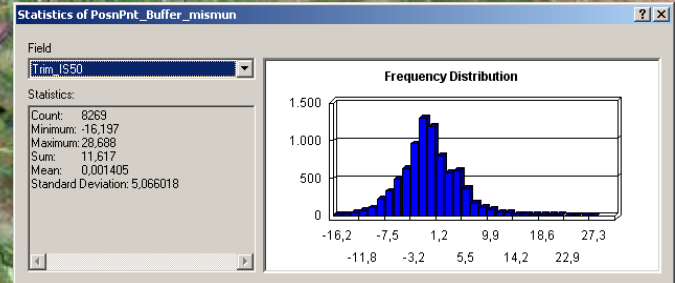 Statistics of PosnPnt_Buffer_mismun
Field
Trim_IS50
Statistics:
Count: 8269
Minimum: -16,197
Maximum: 28,688
Sum: 11,617
Mean: 0,001405
Standard Deviation: 5,066018
Frequency Distribution
1.500
1.000
500
0
-16,2 -7,5 1,2 9,9 18,6 27,3
-11,8 -3,2 5,5 14,2 22,9